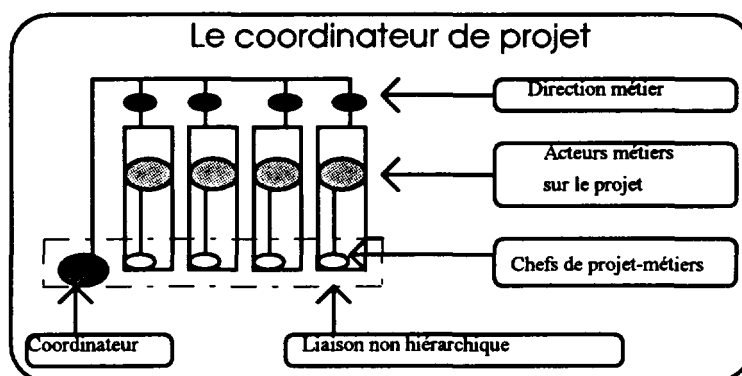 Le coordinateur de projet
Direction métier
Acteurs métiers
sur le projet
Chefs de projet-métiers
Coordinateur
Liaison non hiérarchique